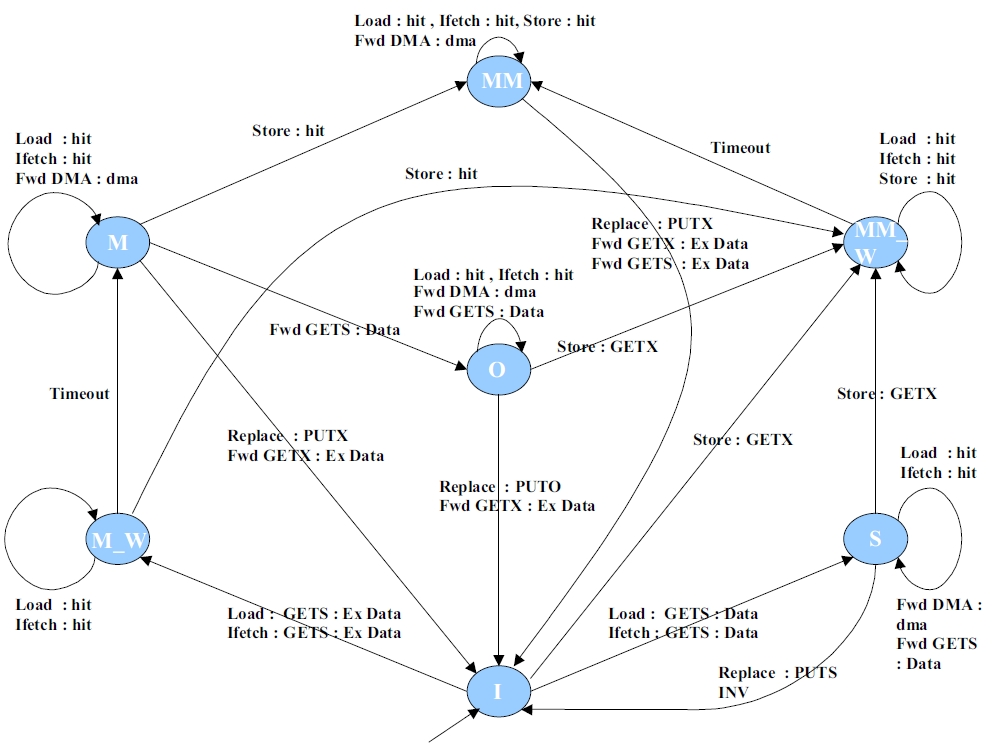 Load : hit , Ifetch : hit, Store : hit
Fwd DMA : dma
MM
Store : hit
Timeout
Load : hit
Ifetch : hit
Fwd DMA : dma
M
Store : hit
Load : hit
Ifetch : hit
Store : hit
MM_
W
Replace : PUTX
Fwd GETX : Ex Data
Fwd GETS : Ex Data
Load : hit , Ifetch : hit
Fwd DMA : dma
Fwd GETS : Data
Fwd GETS : Data
O
Store : GETX
Timeout
Store : GETX
Replace : PUTX
Fwd GETX : Ex Data
Store : GETX
Load : hit
Ifetch : hit
Replace : PUTO
Fwd GETX : Ex Data
M_W
S
Load : hit
Ifetch : hit
Load : GETS : Ex Data
Ifetch : GETS : Ex Data
Load : GETS : Data
Ifetch : GETS : Data
Fwd DMA :
dma
Fwd GETS
: Data
Replace : PUTS
INV
I